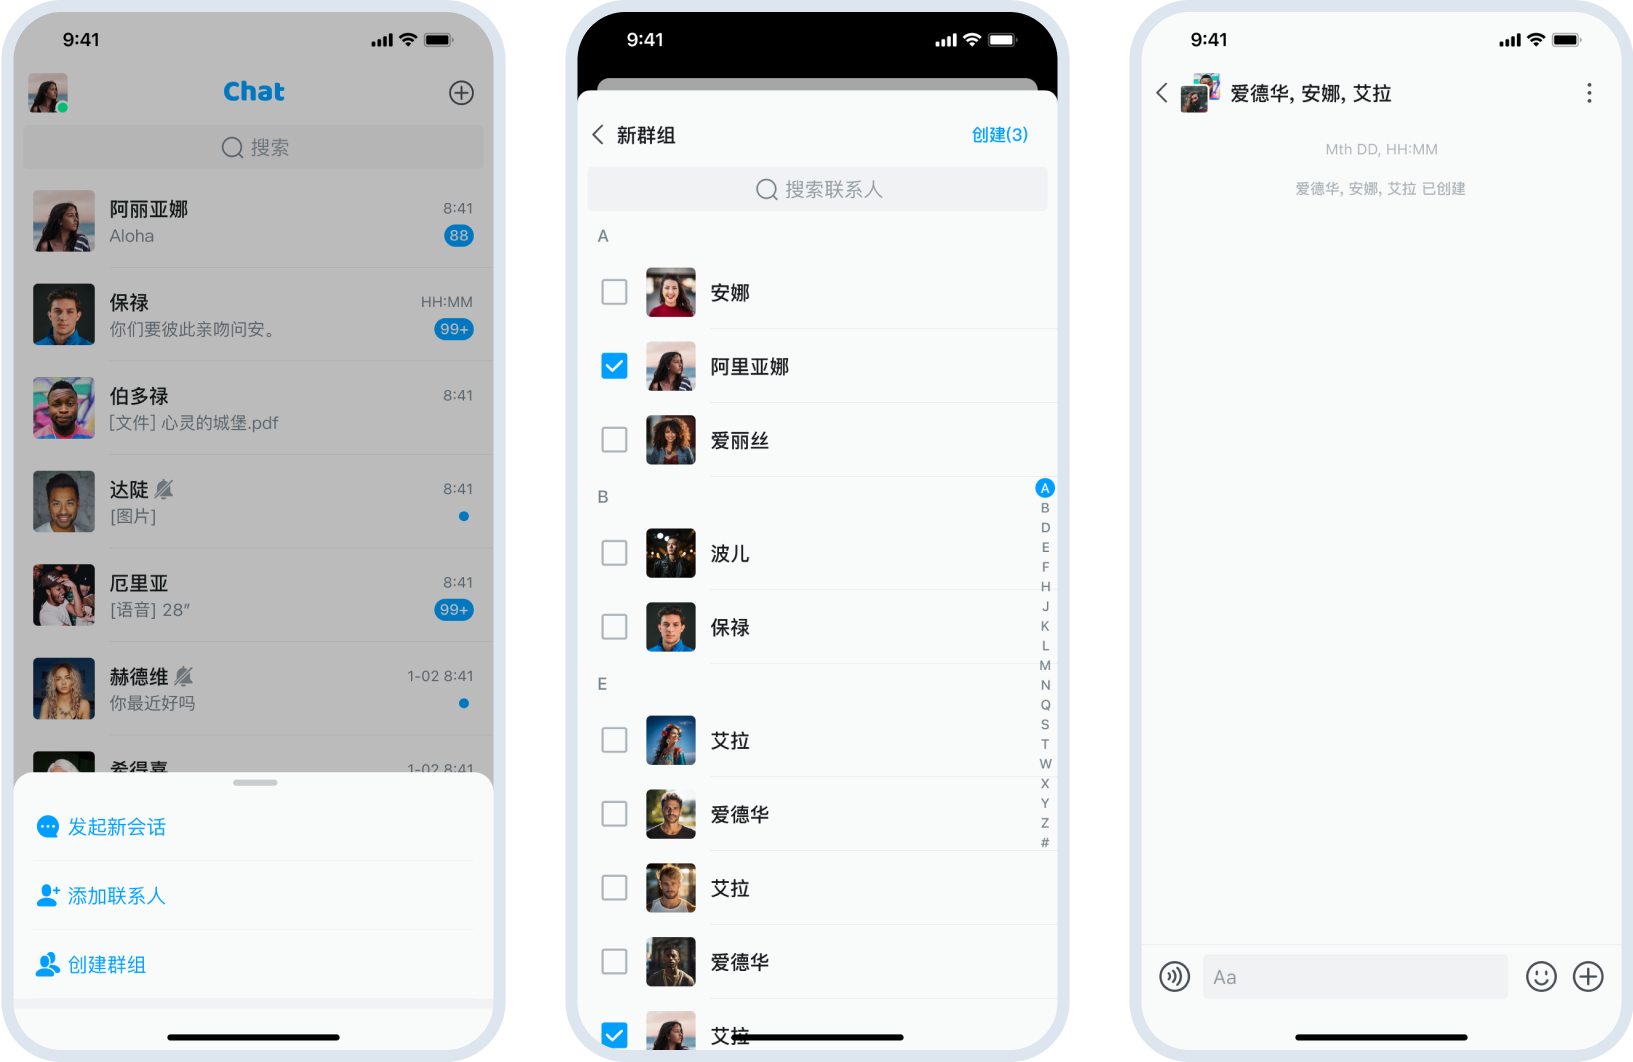 9:41
Chat
搜索
阿丽亚娜
8:41
Aloha
88
保禄
HH:MM
你们要彼此亲吻问安。
99+
伯多禄
8:41
[文件] 心灵的城堡.pdf
达陡
8:41
[图片]
厄里亚
8:41
[语音] 28″
99+
赫德维
1-02 8:41
你最近好吗
希得嘉
1-02 8:41
发起新会话
添加联系人
创建群组
9:41
新群组
创建(3)
搜索联系人
A
安娜
阿里亚娜
爱丽丝
B
波儿
保禄
E
艾拉
爱德华
艾拉
爱德华
艾拉
A
B
D
E
F
H
J
K
L
M
N
Q
S
T
W
X
Y
Z
#
9:41
爱德华, 安娜, 艾拉
Mth DD, HH:MM
爱德华, 安娜, 艾拉 已创建
Aa